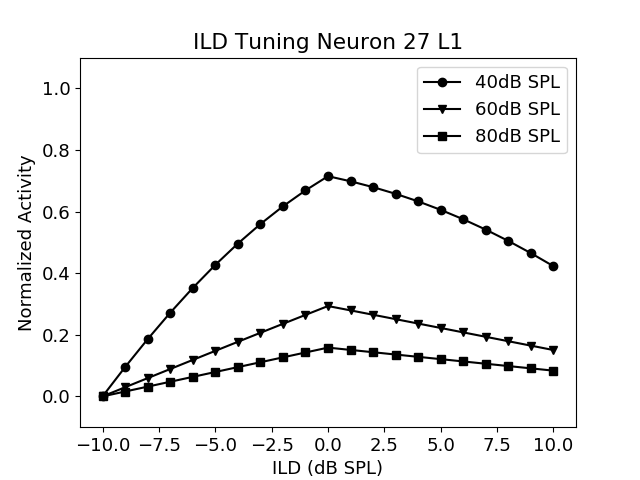 ILD Tuning Neuron 27 L1
40dB SPL
60dB SPL
80dB SPL
1.0
0.8
0.6
0.4
0.2
0.0
Normalized Activity
−10.0 −7.5 −5.0 −2.5 0.0 2.5 5.0 7.5 10.0
ILD (dB SPL)